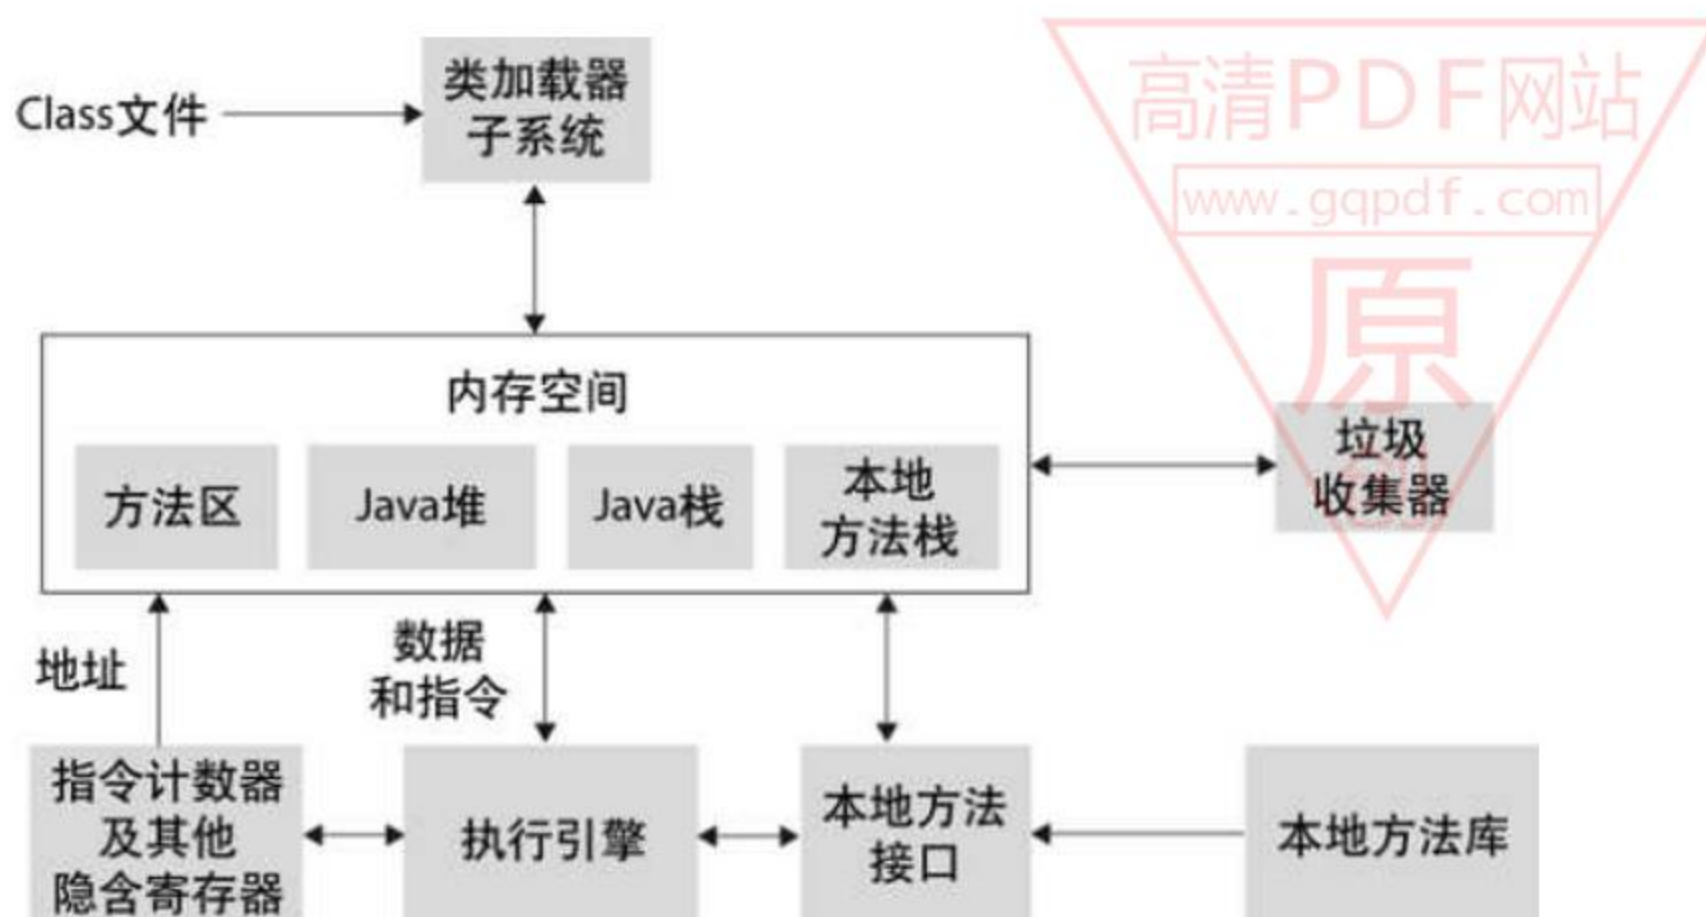 高清PDF网站
www.gqpdf.com
原
类加载器
子系统
Class文件
内存空间
方法区
Java堆
Java栈
本地
方法栈
垃圾
收集器
地址
数据
和指令
指令计数器
及其他
隐含寄存器
执行引擎
本地方法
接口
本地方法库